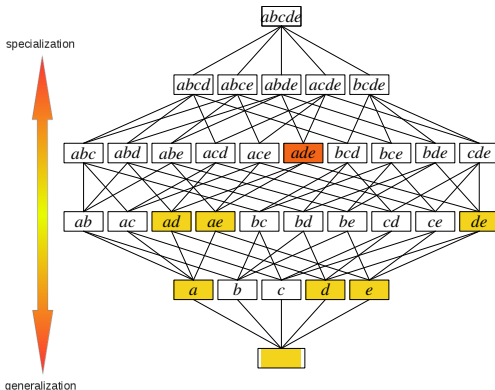 abcde
specialization
abcd abce abde acde bcde
abc abd abe acd ace ade bcd bce bde cde
ab ac ad ae bc bd be cd ce de
a b c d e
generalization